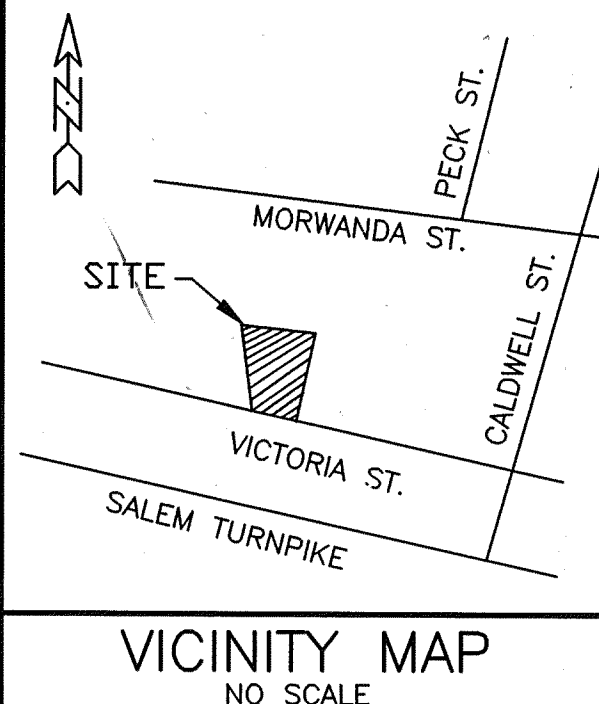 N
PECK ST.
MORWANDA ST.
SITE
CALDWELL ST.
VICTORIA ST.
SALEM TURNPIKE
VICINITY MAP
NO SCALE